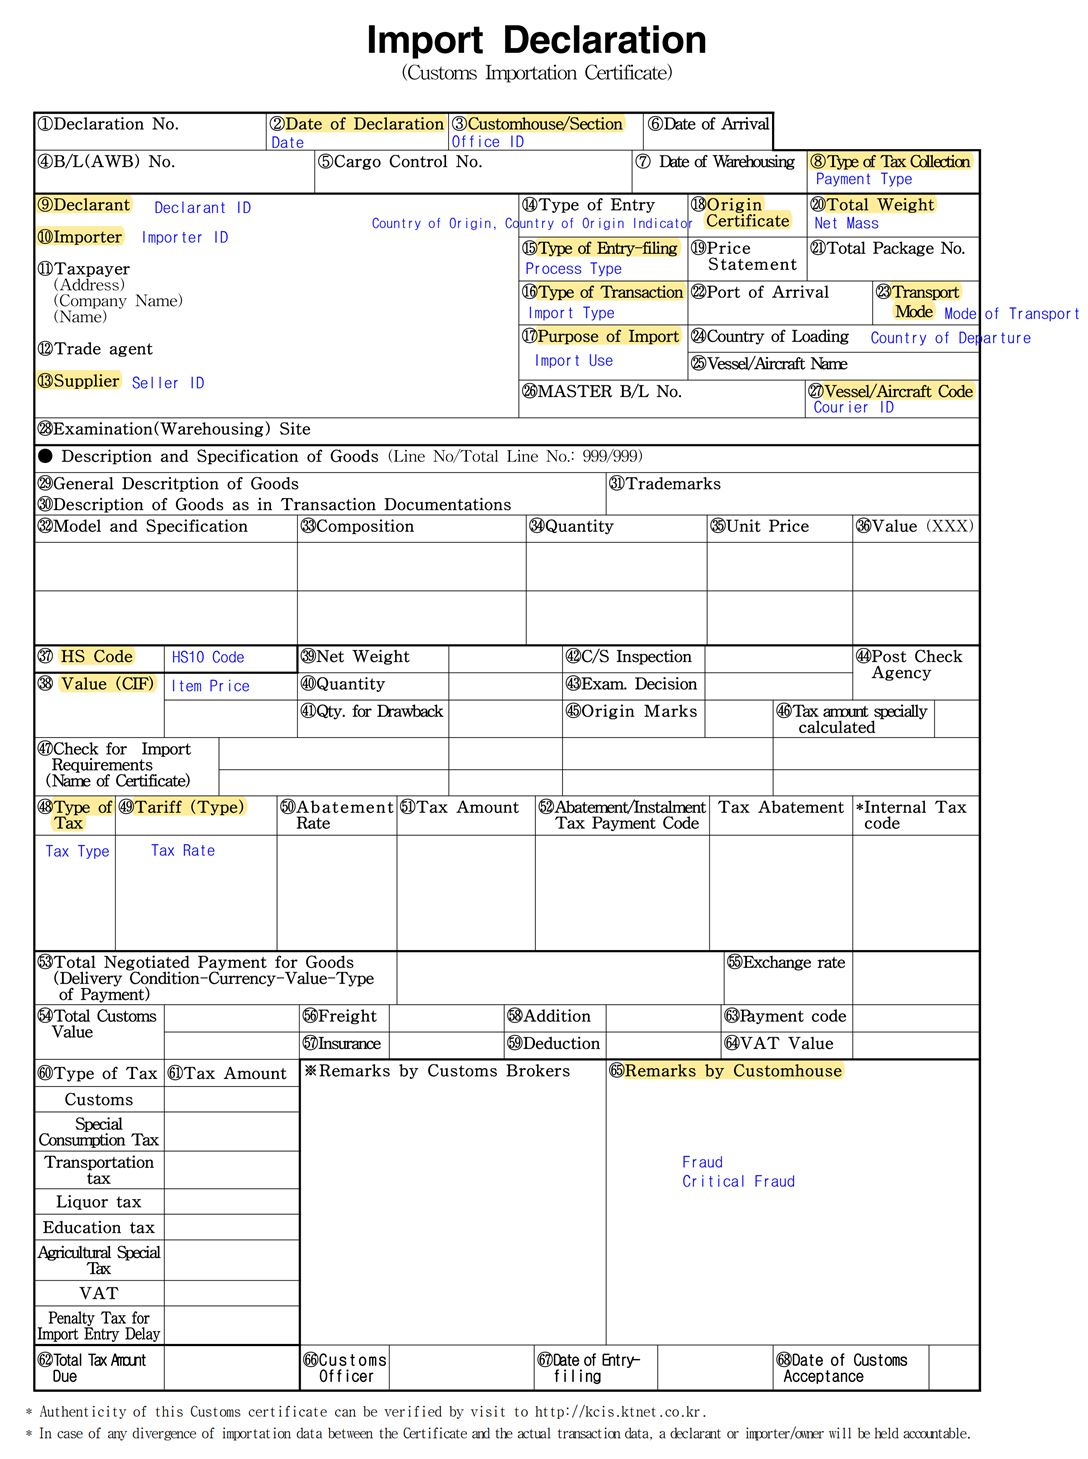 Import Declaration
(Customs Importation Certificate)
①Declaration No.
②Date of Declaration
Date
③Customhouse/Section
Office ID
⑥Date of Arrival
④B/L(AWB) No.
⑤Cargo Control No.
⑦ Date of Warehousing
⑧Type of Tax Collection
Payment Type
⑨Declarant Declarant ID
⑩Importer Importer ID
⑪Taxpayer
(Address)
(Company Name)
(Name)
⑫Trade agent
⑬Supplier Seller ID
⑭Type of Entry
Country of Origin, Country of Origin Indicator
⑱Origin
Certificate
⑳Total Weight
Net Mass
⑮Type of Entry-filing
Process Type
⑲Price
Statement
㉑Total Package No.
⑯Type of Transaction
Import Type
㉒Port of Arrival
㉓Transport
Mode Mode of Transport
⑰Purpose of Import
Import Use
㉔Country of Loading Country of Departure
㉕Vessel/Aircraft Name
㉖MASTER B/L No.
㉗Vessel/Aircraft Code
Courier ID
㉘Examination(Warehousing) Site
● Description and Specification of Goods (Line No/Total Line No.: 999/999)
㉙General Descritption of Goods
㉚Description of Goods as in Transaction Documentations
㉛Trademarks
㉜Model and Specification
㉝Composition
㉞Quantity
㉟Unit Price
㊱Value (XXX)
㊲ HS Code
HS10 Code
㊴Net Weight
㊷C/S Inspection
㊹Post Check
Agency
㊳ Value (CIF)
Item Price
㊵Quantity
㊸Exam. Decision
㊶Qty. for Drawback
㊺Origin Marks
㊻Tax amount specially
calculated
㊼Check for Import
Requirements
(Name of Certificate)
㊽Type of
Tax
㊾Tariff (Type)
㊿Abatement
Rate
51Tax Amount
52Abatement/Instalment
Tax Payment Code
Tax Abatement
*Internal Tax
code
Tax Type
Tax Rate
53Total Negotiated Payment for Goods
(Delivery Condition-Currency-Value-Type
of Payment)
55Exchange rate
54Total Customs
Value
56Freight
58Addition
63Payment code
57Insurance
59Deduction
64VAT Value
60Type of Tax
61Tax Amount
※Remarks by Customs Brokers
65Remarks by Customhouse
Customs
Special
Consumption Tax
Transportation
tax
Fraud
Critical Fraud
Liquor tax
Education tax
Agricultural Special
Tax
VAT
Penalty Tax for
Import Entry Delay
62Total Tax Amount
Due
66Customs
Officer
67Date of Entry-
filing
68Date of Customs
Acceptance
* Authenticity of this Customs certificate can be verified by visit to http://kcis.ktnet.co.kr.
* In case of any divergence of importation data between the Certificate and the actual transaction data, a declarant or importer/owner will be held accountable.